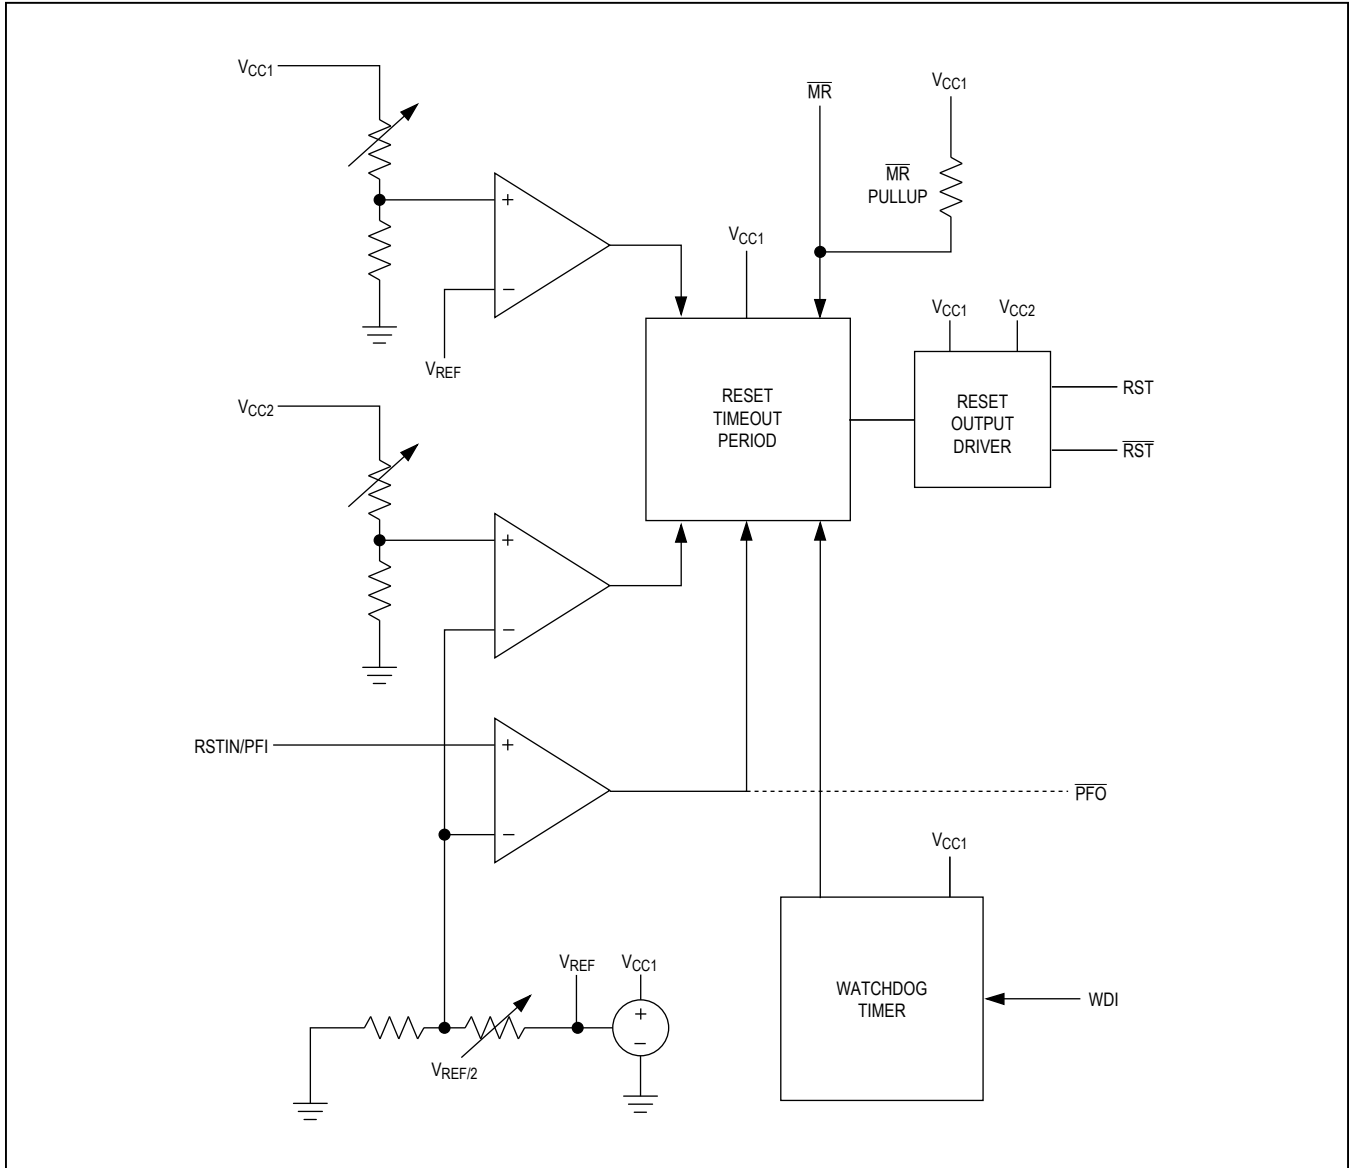 VCC1
MR
VCC1
MR
PULLUP
+
VCC1
−
VREF
VCC1
VCC2
RESET
TIMEOUT
PERIOD
RST
RESET
OUTPUT
DRIVER
RST
VCC2
+
−
RSTIN/PFI
+
PFO
−
VCC1
VREF
VCC1
WATCHDOG
TIMER
WDI
+
−
VREF/2